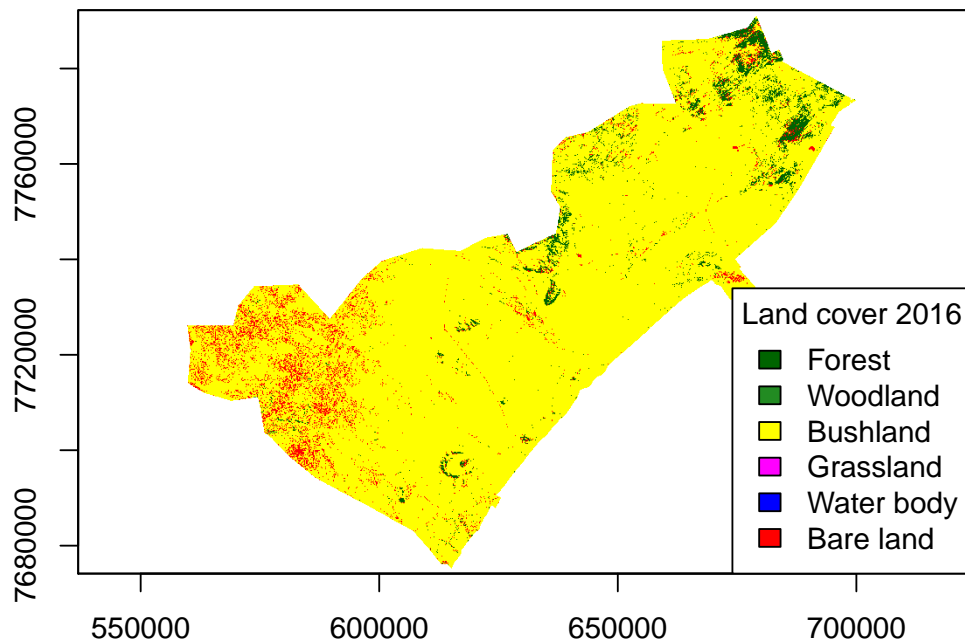 7760000
7720000
7680000
Land cover 2016
Forest
Woodland
Bushland
Grassland
Water body
Bare land
550000 600000 650000 700000